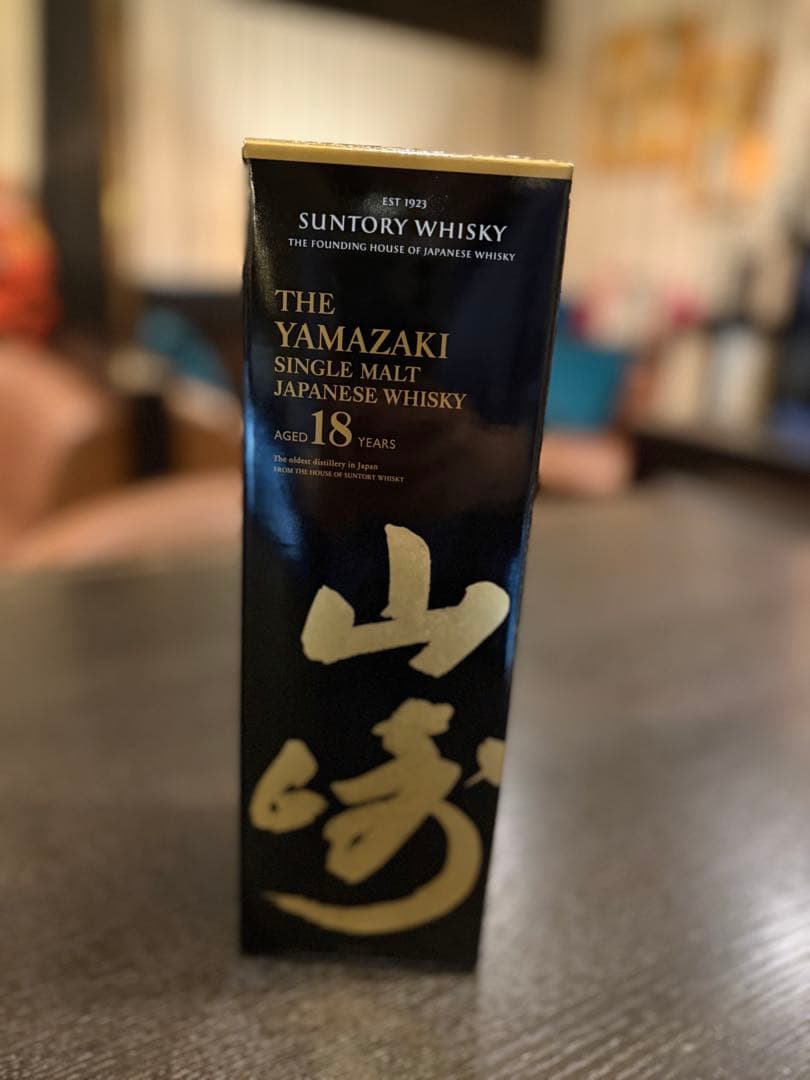 EST 1923
SUNTORY WHISKY
THE FOUNDING HOUSE OF JAPANESE WHISKY
THE
YAMAZAKI
SINGLE MALT
JAPANESE WHISKY
AGED 18 YEARS
The oldest distillery in Japan
FROM THE HOUSE OF SUNTORY WHISKY
山
崎